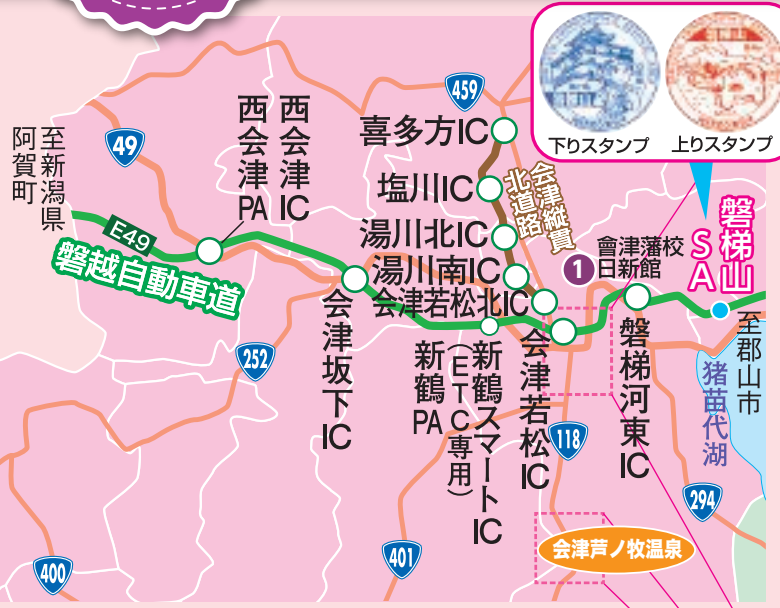 459
下りスタンプ
上りスタンプ
喜多方IC
49
西会津PA
西会津IC
至新潟県
阿賀町
塩川IC
会津縦貫
北道路
磐梯山
SA
E49
磐越自動車道
湯川北IC
湯川南IC
1
會津藩校
日新館
会津若松北IC
会津坂下IC
新鶴PA
新鶴スマートIC
(ETC専用)
会津若松IC
磐梯河東IC
至郡山市
猪苗代湖
252
118
294
401
400
会津芦ノ牧温泉